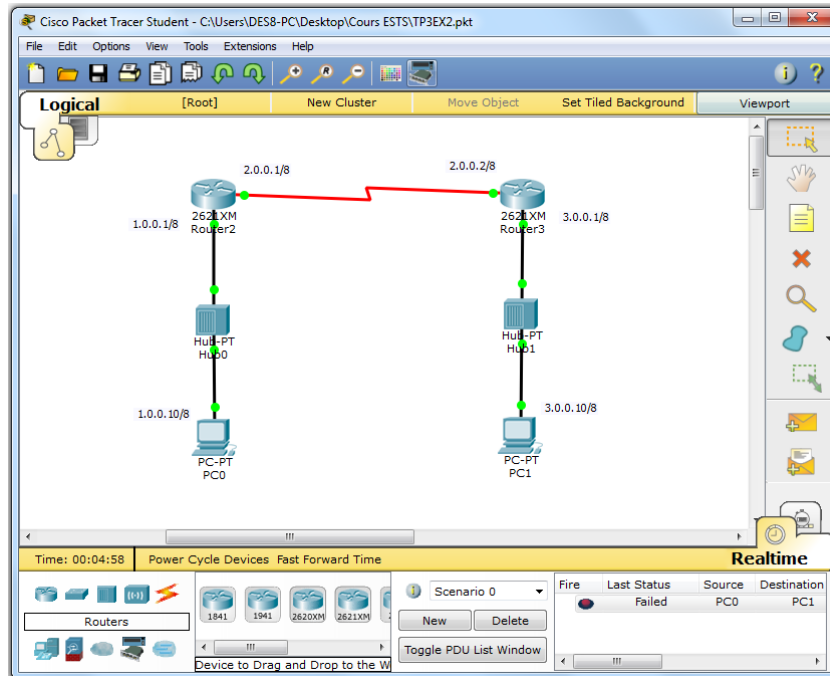 Cisco Packet Tracer Student - C:\Users\DES8-PC\Desktop\Cours ESTS\TP3EX2.pkt
File Edit Options View Tools Extensions Help
Logical [Root] New Cluster Move Object Set Tiled Background Viewport
2.0.0.1/8 2.0.0.2/8
2621XM 2621XM
1.0.0.1/8 Router2 Router3 3.0.0.1/8
Hub-PT Hub-PT
Hub0 Hub1
1.0.0.10/8 3.0.0.10/8
PC-PT PC-PT
PC0 PC1
Time: 00:04:58 Power Cycle Devices Fast Forward Time Realtime
Scenario 0 Fire Last Status Source Destination
Failed PC0 PC1
1841 1941 2620XM 2621XM
Routers New Delete
Toggle PDU List Window
Device to Drag and Drop to the W